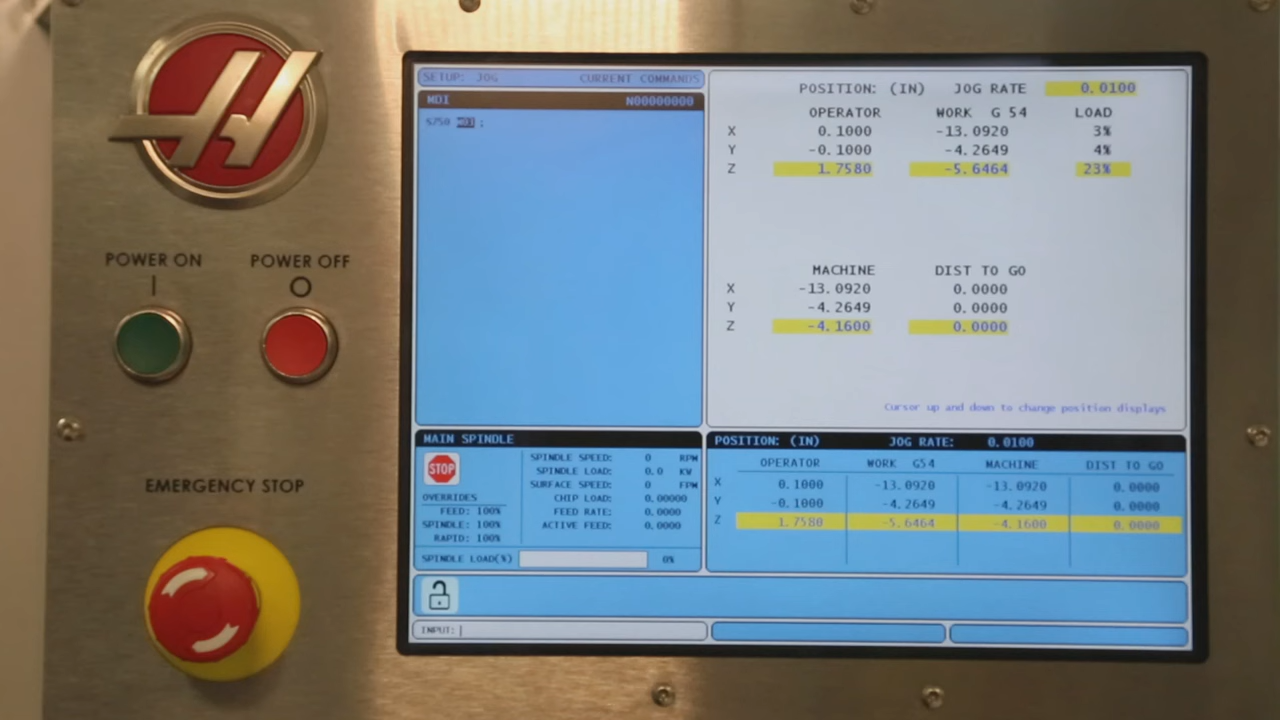 POWER ON
POWER OFF
EMERGENCY STOP
SETUP: JOG CURRENT COMMANDS
MDI N00000000
S750 MDI ;
POSITION: (IN) JOG RATE 0.0100
OPERATOR WORK G 54 LOAD
X 0.1000 -13.0920 3%
Y -0.1000 -4.2649 4%
Z 1.7580 -5.6464 23%
MACHINE DIST TO GO
X -13.0920 0.0000
Y -4.2649 0.0000
Z -4.1600 0.0000
Cursor up and down to change position displays
MAIN SPINDLE
STOP
SPINDLE SPEED: 0 RPM
SPINDLE LOAD: 0.0 KW
SURFACE SPEED: 0 FPM
CHIP LOAD: 0.00000
FEED RATE: 0.0000
ACTIVE FEED: 0.0000
OVERRIDES
FEED: 100%
SPINDLE: 100%
RAPID: 100%
SPINDLE LOAD(%) 0%
POSITION: (IN) JOG RATE: 0.0100
OPERATOR WORK G54 MACHINE DIST TO GO
X 0.1000 -13.0920 -13.0920 0.0000
Y -0.1000 -4.2649 -4.2649 0.0000
Z 1.7580 -5.6464 -4.1600 0.0000
INPUT: